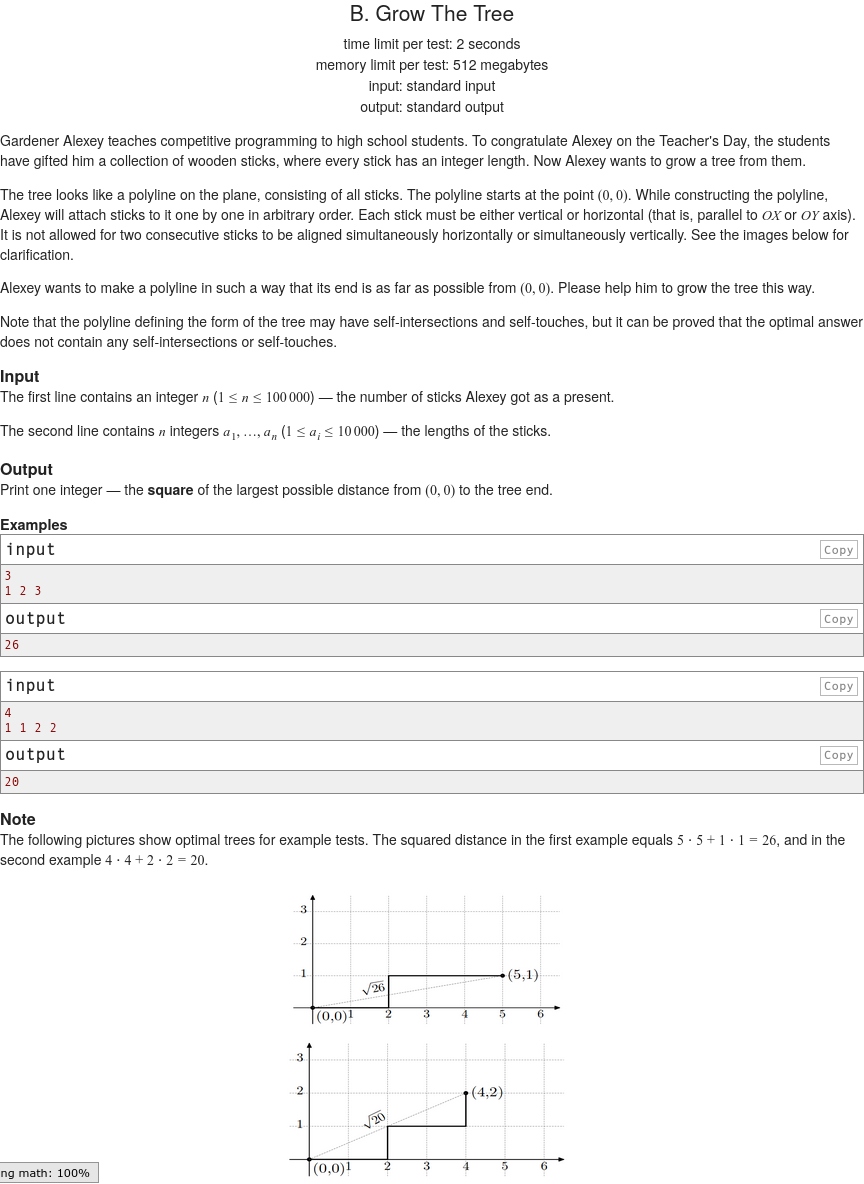 B. Grow The Tree
time limit per test: 2 seconds
memory limit per test: 512 megabytes
input: standard input
output: standard output
Gardener Alexey teaches competitive programming to high school students. To congratulate Alexey on the Teacher's Day, the students
have gifted him a collection of wooden sticks, where every stick has an integer length. Now Alexey wants to grow a tree from them.
The tree looks like a polyline on the plane, consisting of all sticks. The polyline starts at the point (0, 0). While constructing the polyline,
Alexey will attach sticks to it one by one in arbitrary order. Each stick must be either vertical or horizontal (that is, parallel to OX or OY axis).
It is not allowed for two consecutive sticks to be aligned simultaneously horizontally or simultaneously vertically. See the images below for
clarification.
Alexey wants to make a polyline in such a way that its end is as far as possible from (0, 0). Please help him to grow the tree this way.
Note that the polyline defining the form of the tree may have self-intersections and self-touches, but it can be proved that the optimal answer
does not contain any self-intersections or self-touches.
Input
The first line contains an integer n (1 ≤ n ≤ 100 000) — the number of sticks Alexey got as a present.
The second line contains n integers a1, …, an (1 ≤ ai ≤ 10 000) — the lengths of the sticks.
Output
Print one integer — the square of the largest possible distance from (0, 0) to the tree end.
Examples
input Copy
3
1 2 3
output Copy
26
input Copy
4
1 1 2 2
output Copy
20
Note
The following pictures show optimal trees for example tests. The squared distance in the first example equals 5 · 5 + 1 · 1 = 26, and in the
second example 4 · 4 + 2 · 2 = 20.
3
2
1 (5,1)
√26
(0,0) 1 2 3 4 5 6
3
2 (4,2)
√20
1
(0,0) 1 2 3 4 5 6
ng math: 100%